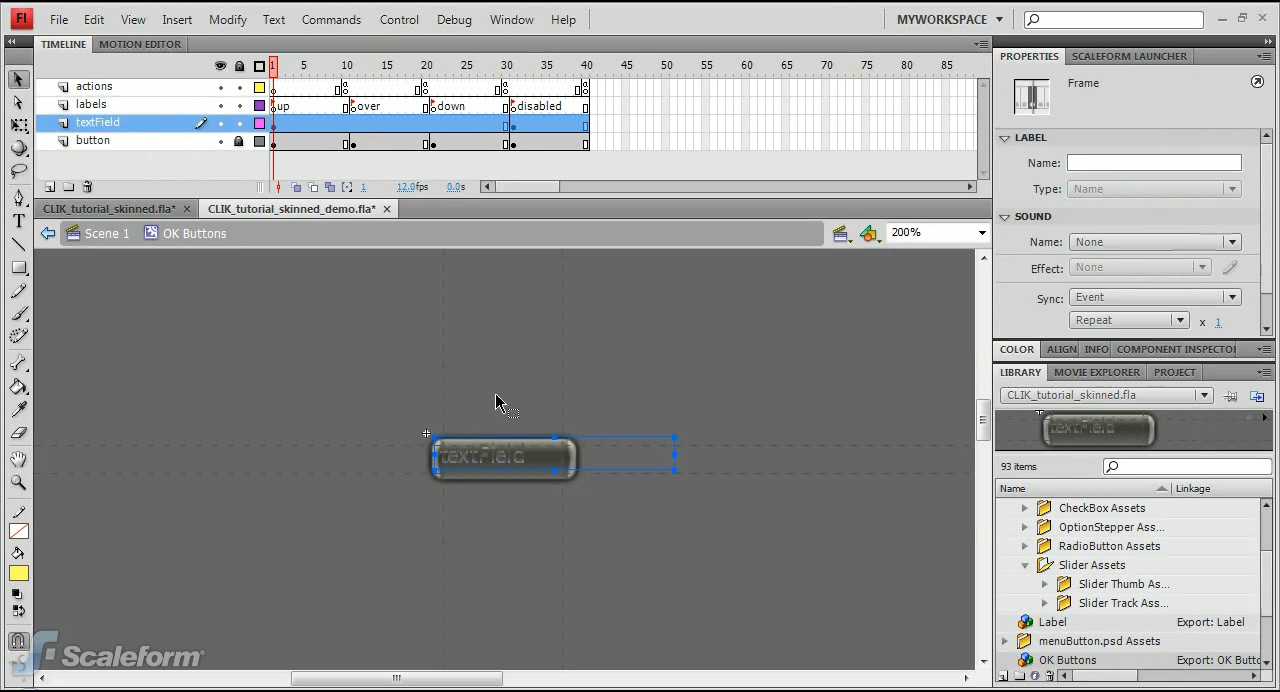 Fl File Edit View Insert Modify Text Commands Control Debug Window Help MYWORKSPACE
TIMELINE MOTION EDITOR
1 5 10 15 20 25 30 35 40 45 50 55 60 65 70 75 80 85
actions
labels up over down disabled
textField
button
1 12.0fps 0.0s
CLIK_tutorial_skinned.fla* CLIK_tutorial_skinned_demo.fla*
Scene 1 OK Buttons 200%
textField
Scaleform
PROPERTIES SCALEFORM LAUNCHER
Frame
LABEL
Name:
Type: Name
SOUND
Name: None
Effect: None
Sync: Event
Repeat x 1
COLOR ALIGN INFO COMPONENT INSPECTOR
LIBRARY MOVIE EXPLORER PROJECT
CLIK_tutorial_skinned.fla
textField
93 items
Name Linkage
CheckBox Assets
OptionStepper Ass...
RadioButton Assets
Slider Assets
Slider Thumb As...
Slider Track Ass...
Label Export: Label
menuButton.psd Assets
OK Buttons Export: OK Butto